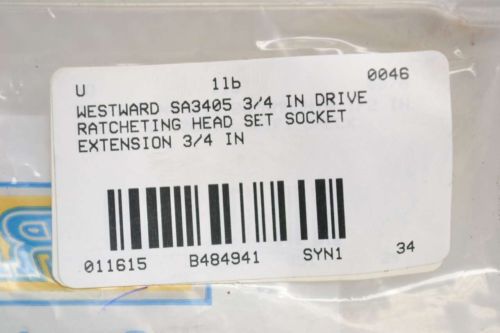 U 1lb 0046
WESTWARD SA3405 3/4 IN DRIVE
RATCHETING HEAD SET SOCKET
EXTENSION 3/4 IN
011615 B484941 SYN1 34